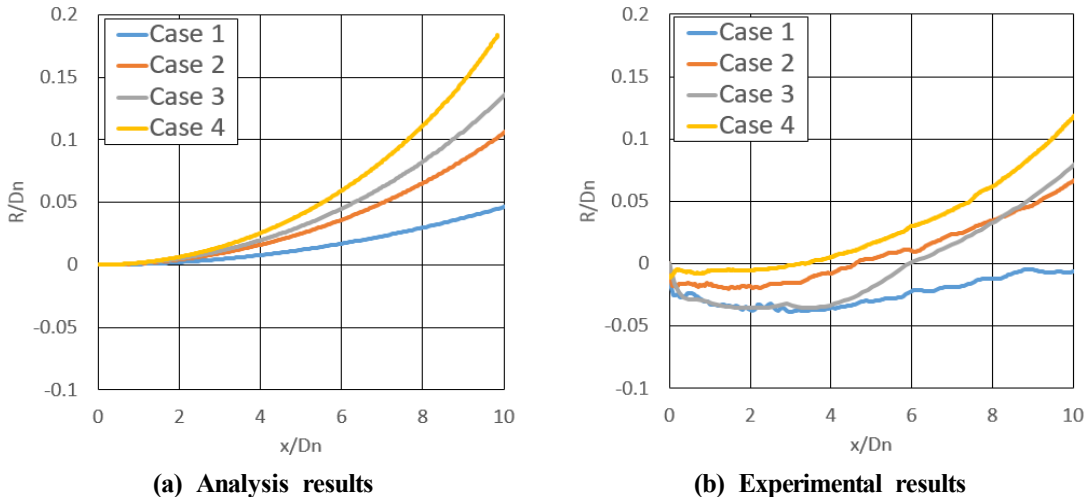 0.2
0.15
0.1
0.05
0
-0.05
-0.1
R/Dn
Case 1
Case 2
Case 3
Case 4
0 2 4 6 8 10
x/Dn
(a) Analysis results
0.2
0.15
0.1
0.05
0
-0.05
-0.1
R/Dn
Case 1
Case 2
Case 3
Case 4
0 2 4 6 8 10
x/Dn
(b) Experimental results